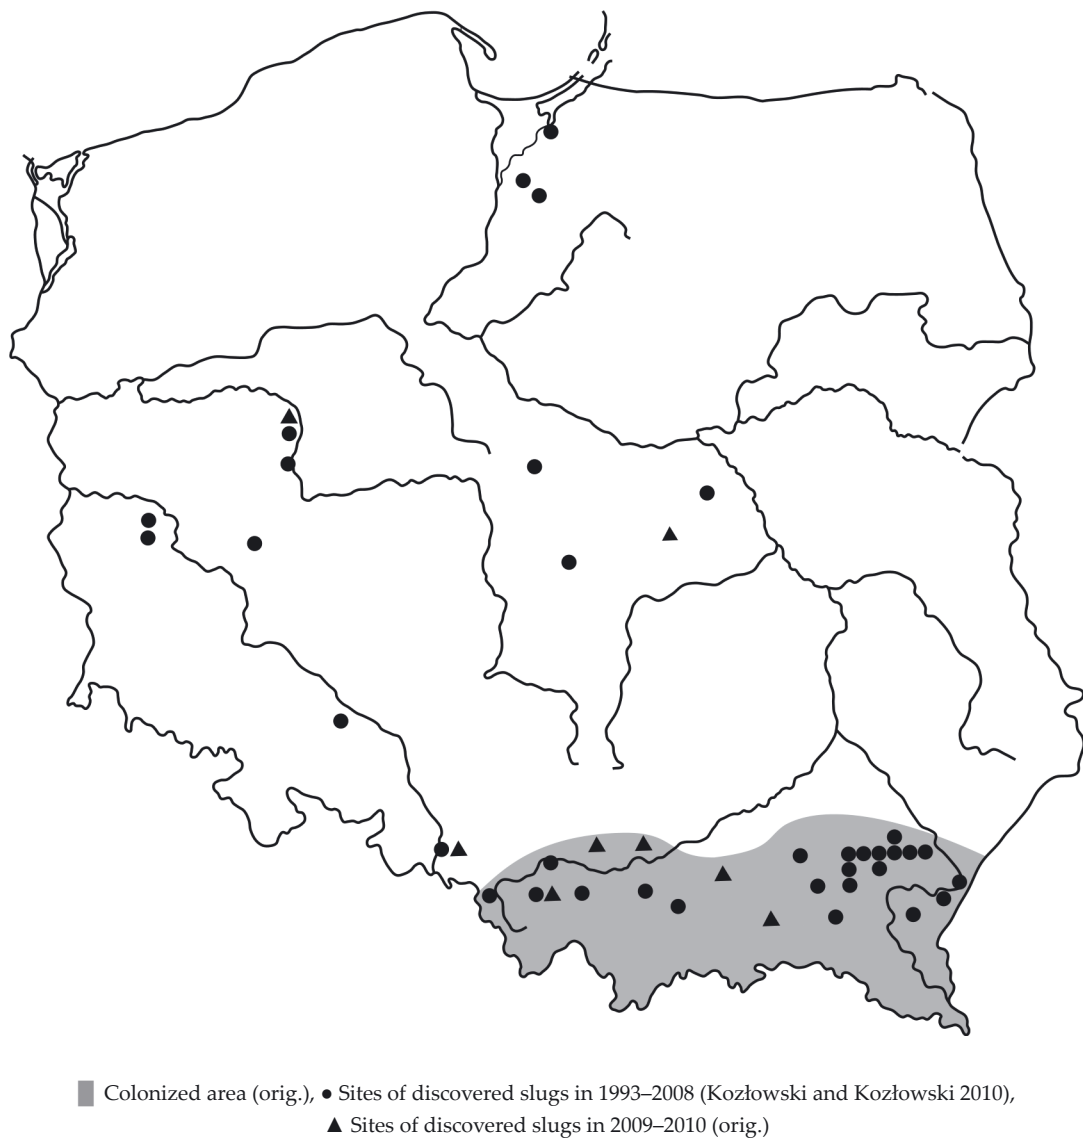 Colonized area (orig.), ● Sites of discovered slugs in 1993–2008 (Kozłowski and Kozłowski 2010),
▲ Sites of discovered slugs in 2009–2010 (orig.)